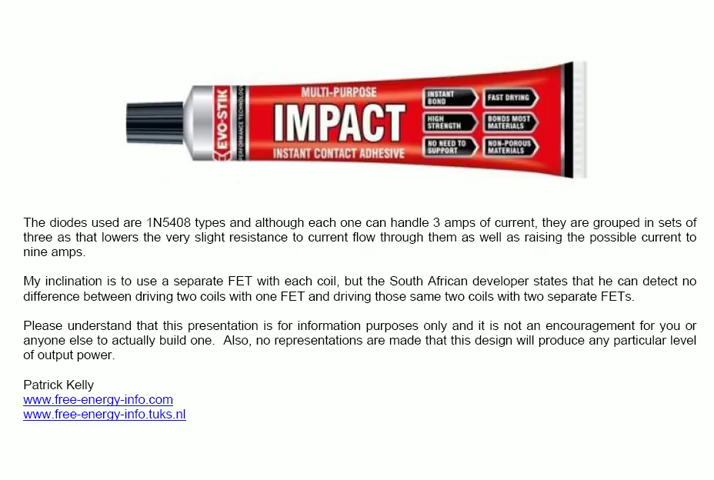 MULTI-PURPOSE
IMPACT
INSTANT CONTACT ADHESIVE
EVO-STIK
PERFORMANCE TECHNOLOGY
INSTANT
BOND
FAST DRYING
HIGH
STRENGTH
BONDS MOST
MATERIALS
NO NEED TO
SUPPORT
NON-POROUS
MATERIALS
The diodes used are 1N5408 types and although each one can handle 3 amps of current, they are grouped in sets of
three as that lowers the very slight resistance to current flow through them as well as raising the possible current to
nine amps.
My inclination is to use a separate FET with each coil, but the South African developer states that he can detect no
difference between driving two coils with one FET and driving those same two coils with two separate FETs.
Please understand that this presentation is for information purposes only and it is not an encouragement for you or
anyone else to actually build one.  Also, no representations are made that this design will produce any particular level
of output power.
Patrick Kelly
www.free-energy-info.com
www.free-energy-info.tuks.nl